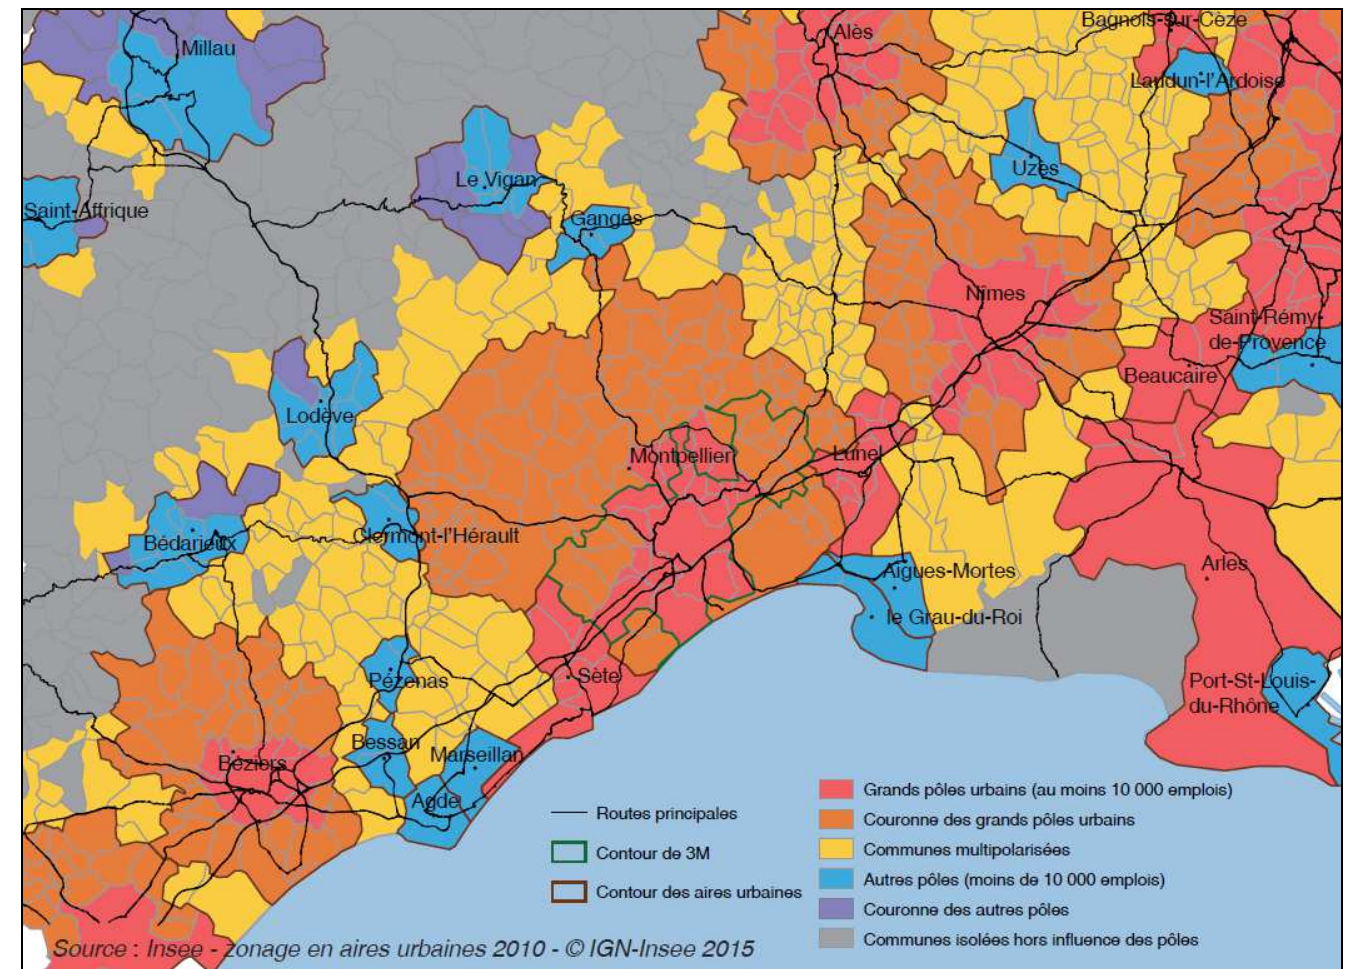 Bagnols-sur-Cèze
Alès
Millau
Laudun-l'Ardoise
Uzès
Le Vigan
Saint-Affrique
Ganges
Nîmes
Saint-Rémy-
de-Provence
Beaucaire
Lodève
Montpellier
Lunel
Clermont-l'Hérault
Bédarieux
Arles
Aigues-Mortes
le Grau-du-Roi
Sète
Pézenas
Port-St-Louis-
du-Rhône
Bessan
Marseillan
Béziers
Agde
Routes principales
Contour de 3M
Contour des aires urbaines
Grands pôles urbains (au moins 10 000 emplois)
Couronne des grands pôles urbains
Communes multipolarisées
Autres pôles (moins de 10 000 emplois)
Couronne des autres pôles
Communes isolées hors influence des pôles
Source : Insee - zonage en aires urbaines 2010 - © IGN-Insee 2015